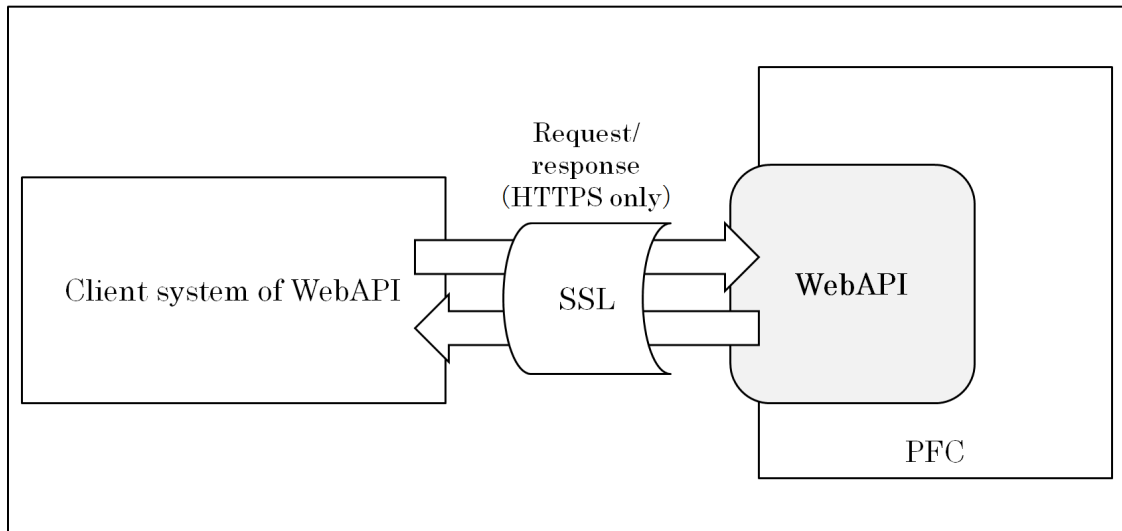 Request/
response
(HTTPS only)
Client system of WebAPI
SSL
WebAPI
PFC